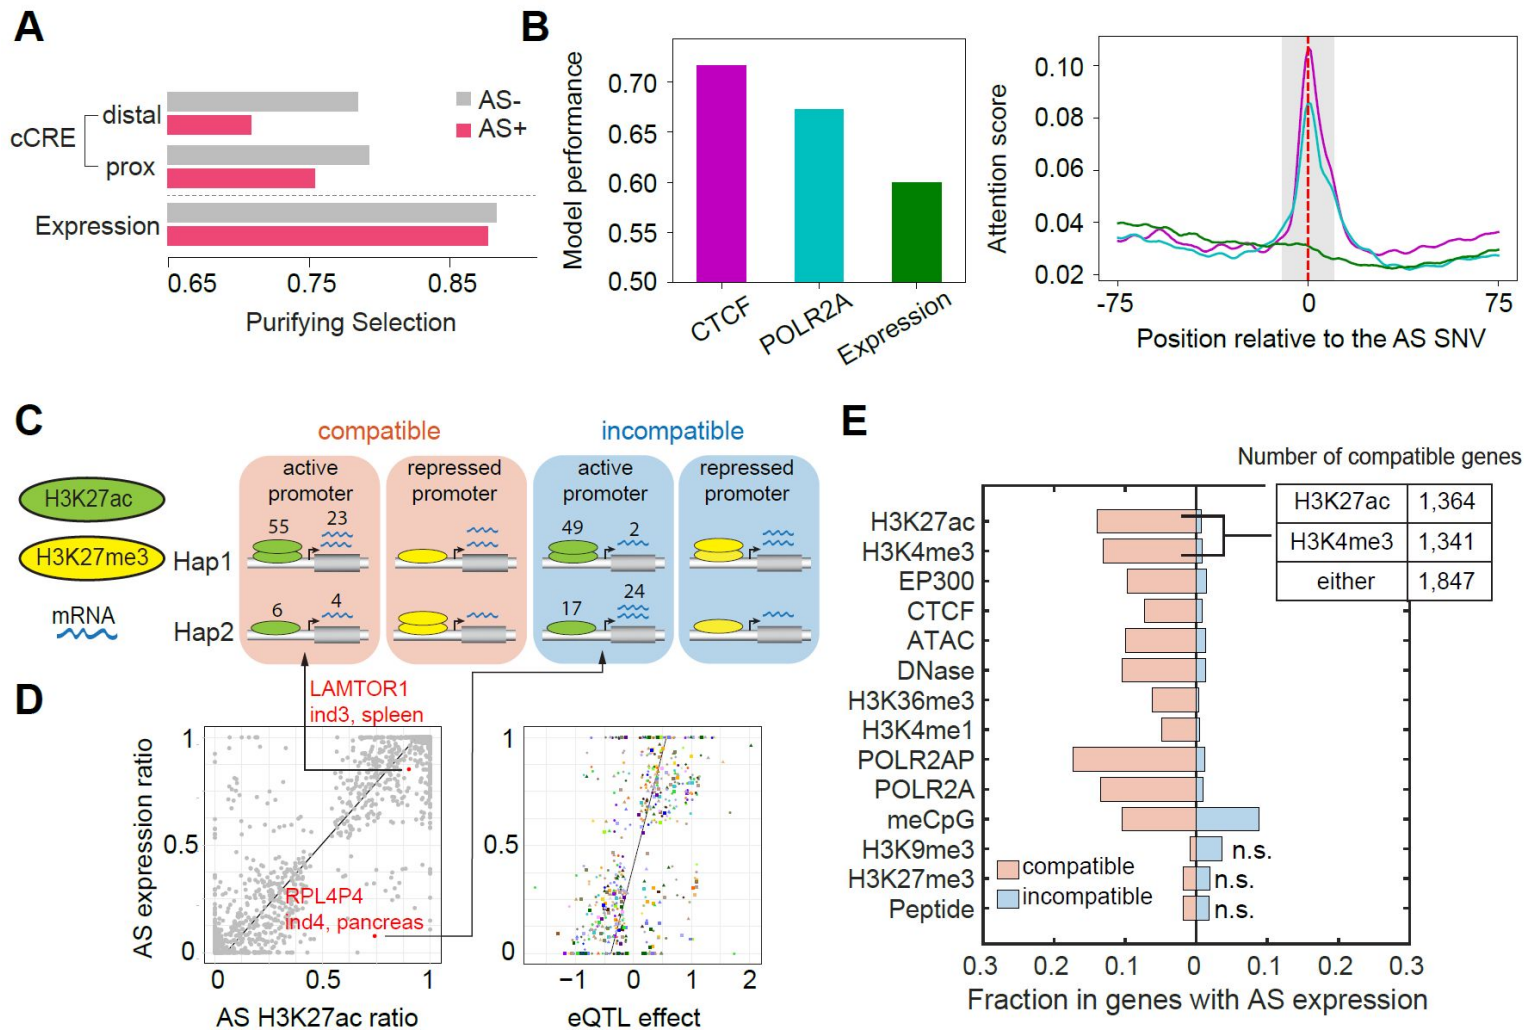 A
distal
cCRE
prox
Expression
AS-
AS+
0.65 0.75 0.85
Purifying Selection
B
Model performance
0.70
0.65
0.60
0.55
0.50
CTCF
POLR2A
Expression
Attention score
0.10
0.08
0.06
0.04
0.02
-75 0 75
Position relative to the AS SNV
C
compatible incompatible
active promoter
repressed promoter
active promoter
repressed promoter
H3K27ac
H3K27me3
mRNA
Hap1
55 23 49 2
Hap2
6 4 17 24
D
LAMTOR1
ind3, spleen
RPL4P4
ind4, pancreas
AS expression ratio
1
0.5
0
0 0.5 1
AS H3K27ac ratio
1
0.5
0
−1 0 1 2
eQTL effect
E
Number of compatible genes
H3K27ac 1,364
H3K4me3 1,341
either 1,847
H3K27ac
H3K4me3
EP300
CTCF
ATAC
DNase
H3K36me3
H3K4me1
POLR2AP
POLR2A
meCpG
H3K9me3 n.s.
H3K27me3 n.s.
Peptide n.s.
compatible
incompatible
0.3 0.2 0.1 0 0.1 0.2 0.3
Fraction in genes with AS expression